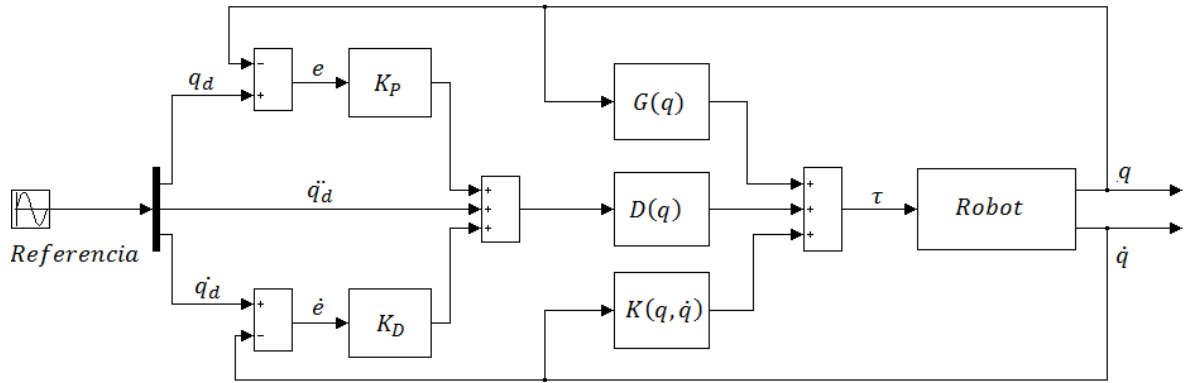 −
q_d
+
e
K_P
G(q)
+
q̈_d
+
+
+
D(q)
+
+
τ
Robot
q
Referencia
q̇_d
+
−
ė
K_D
K(q, q̇)
q̇